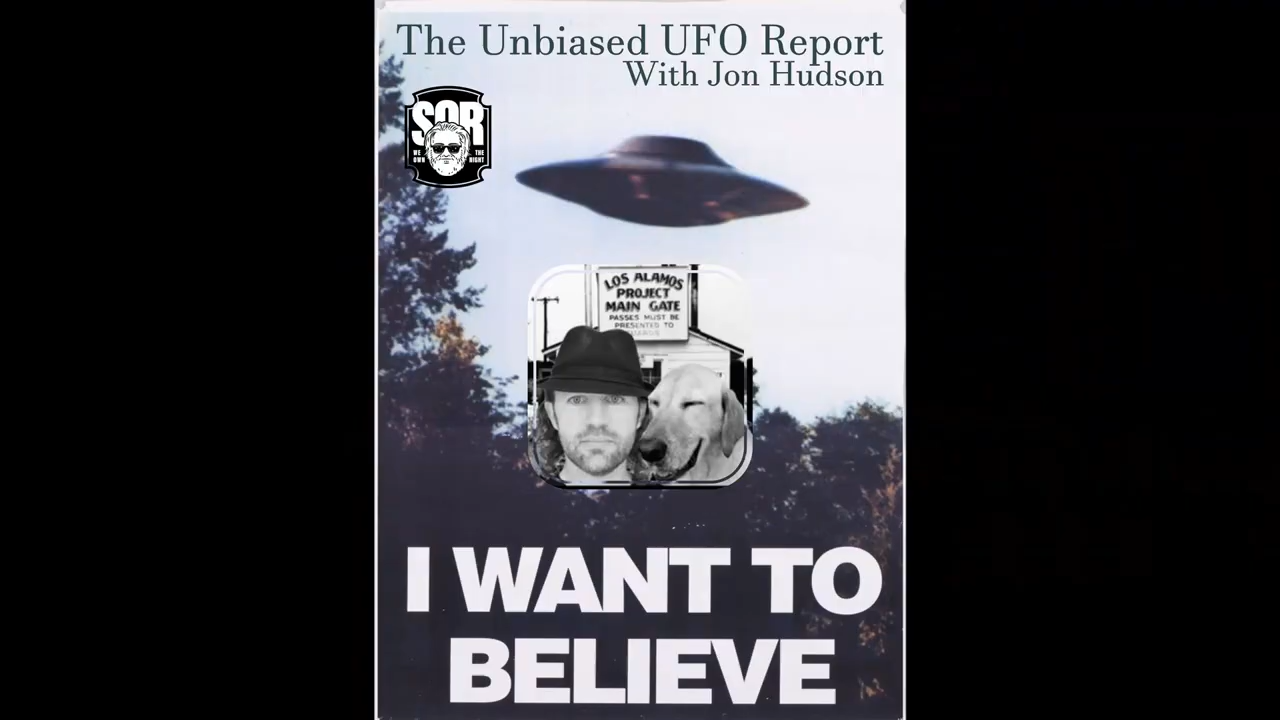 The Unbiased UFO Report
With Jon Hudson
SOR
WE OWN THE NIGHT
LOS ALAMOS
PROJECT
MAIN GATE
PASSES MUST BE
PRESENTED TO
I WANT TO
BELIEVE